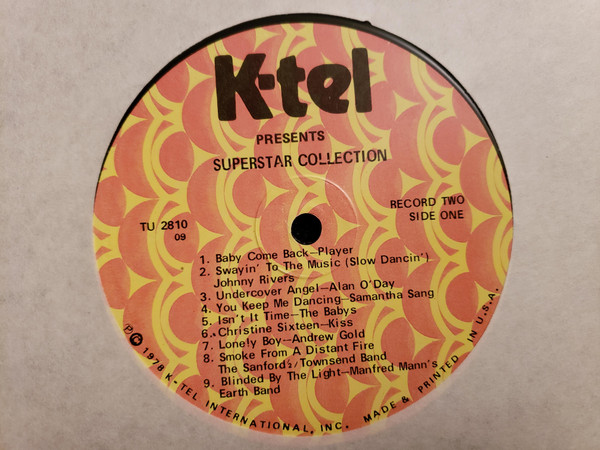 K-tel
PRESENTS
SUPERSTAR COLLECTION
TU 2810
09
RECORD TWO
SIDE ONE
1. Baby Come Back—Player
2. Swayin' To The Music (Slow Dancin')
Johnny Rivers
3. Undercover Angel—Alan O'Day
4. You Keep Me Dancing—Samantha Sang
5. Isn't It Time—The Babys
6. Christine Sixteen—Kiss
7. Lonely Boy—Andrew Gold
8. Smoke From A Distant Fire
The Sanford/Townsend Band
9. Blinded By The Light—Manfred Mann's
Earth Band
℗ 1978 K-TEL INTERNATIONAL, INC. MADE & PRINTED IN U.S.A.